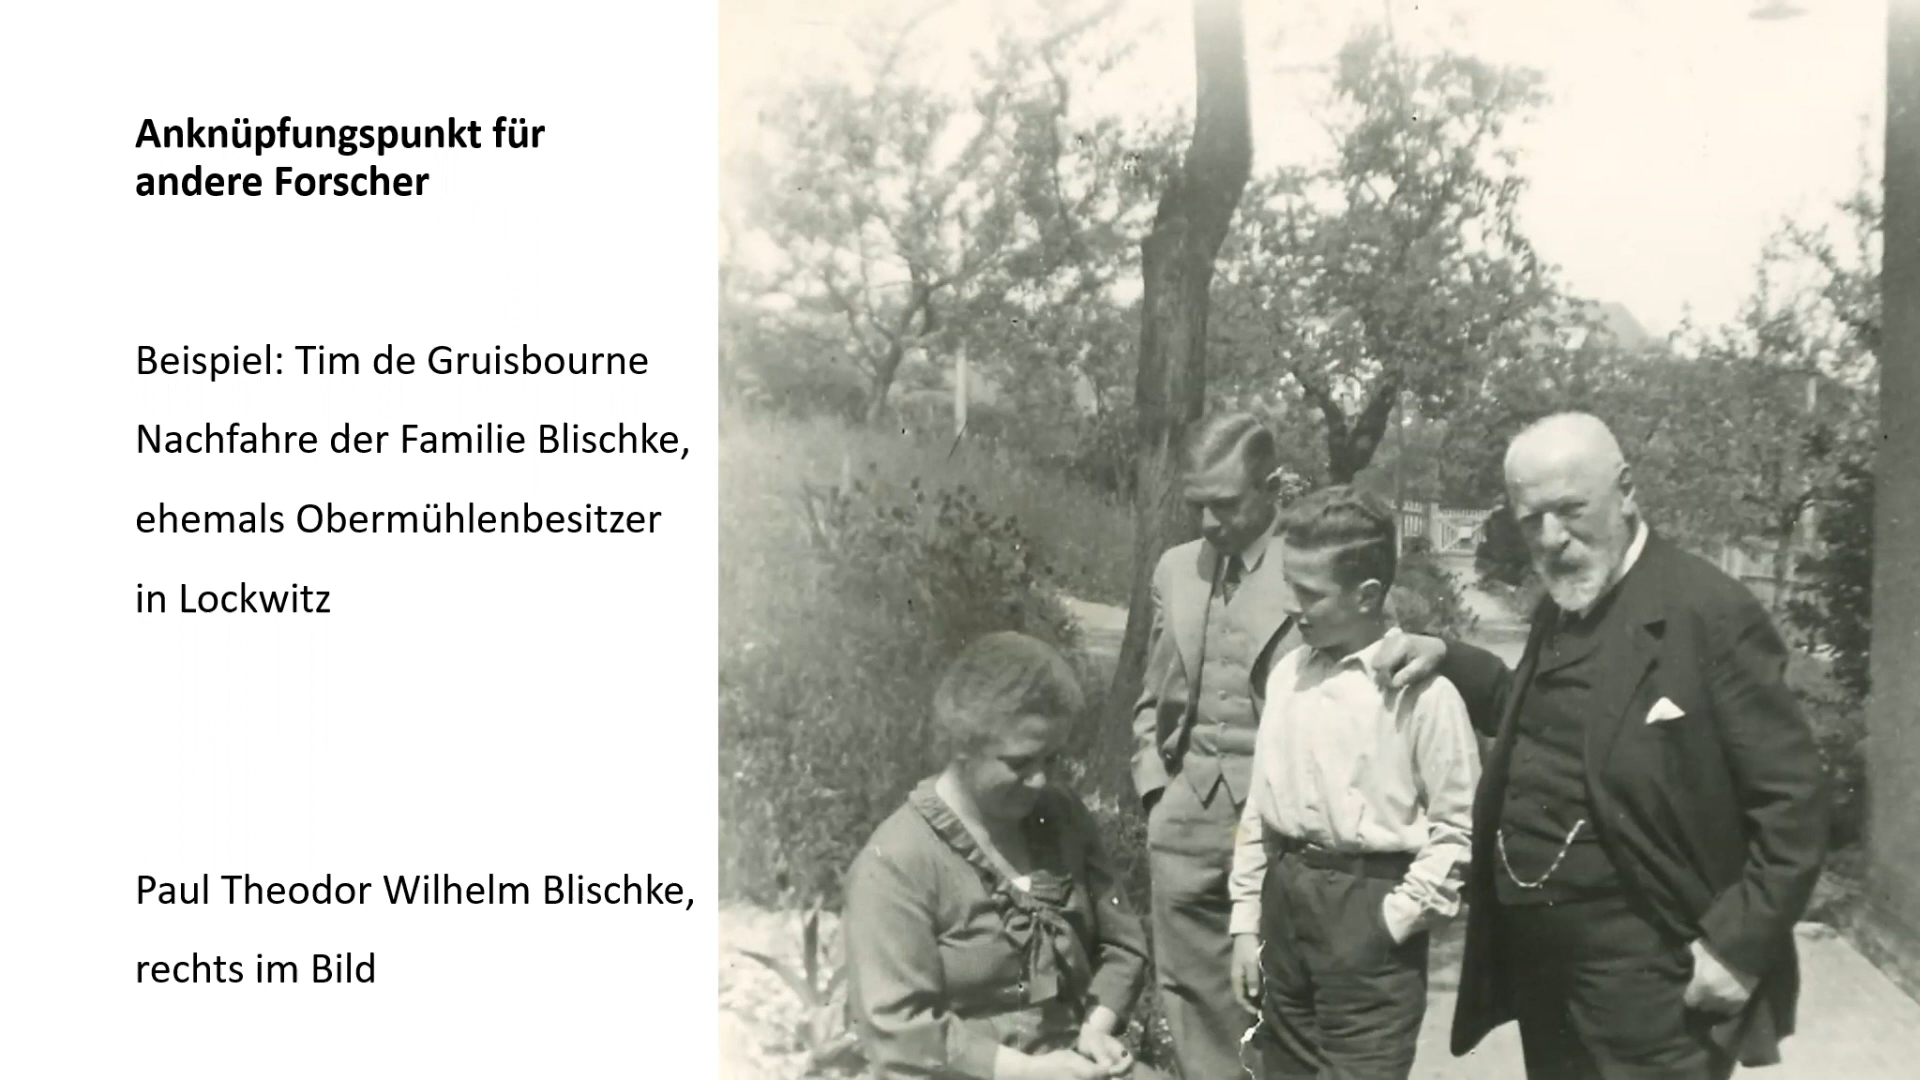 Anknüpfungspunkt für
andere Forscher
Beispiel: Tim de Gruisbourne
Nachfahre der Familie Blischke,
ehemals Obermühlenbesitzer
in Lockwitz
Paul Theodor Wilhelm Blischke,
rechts im Bild